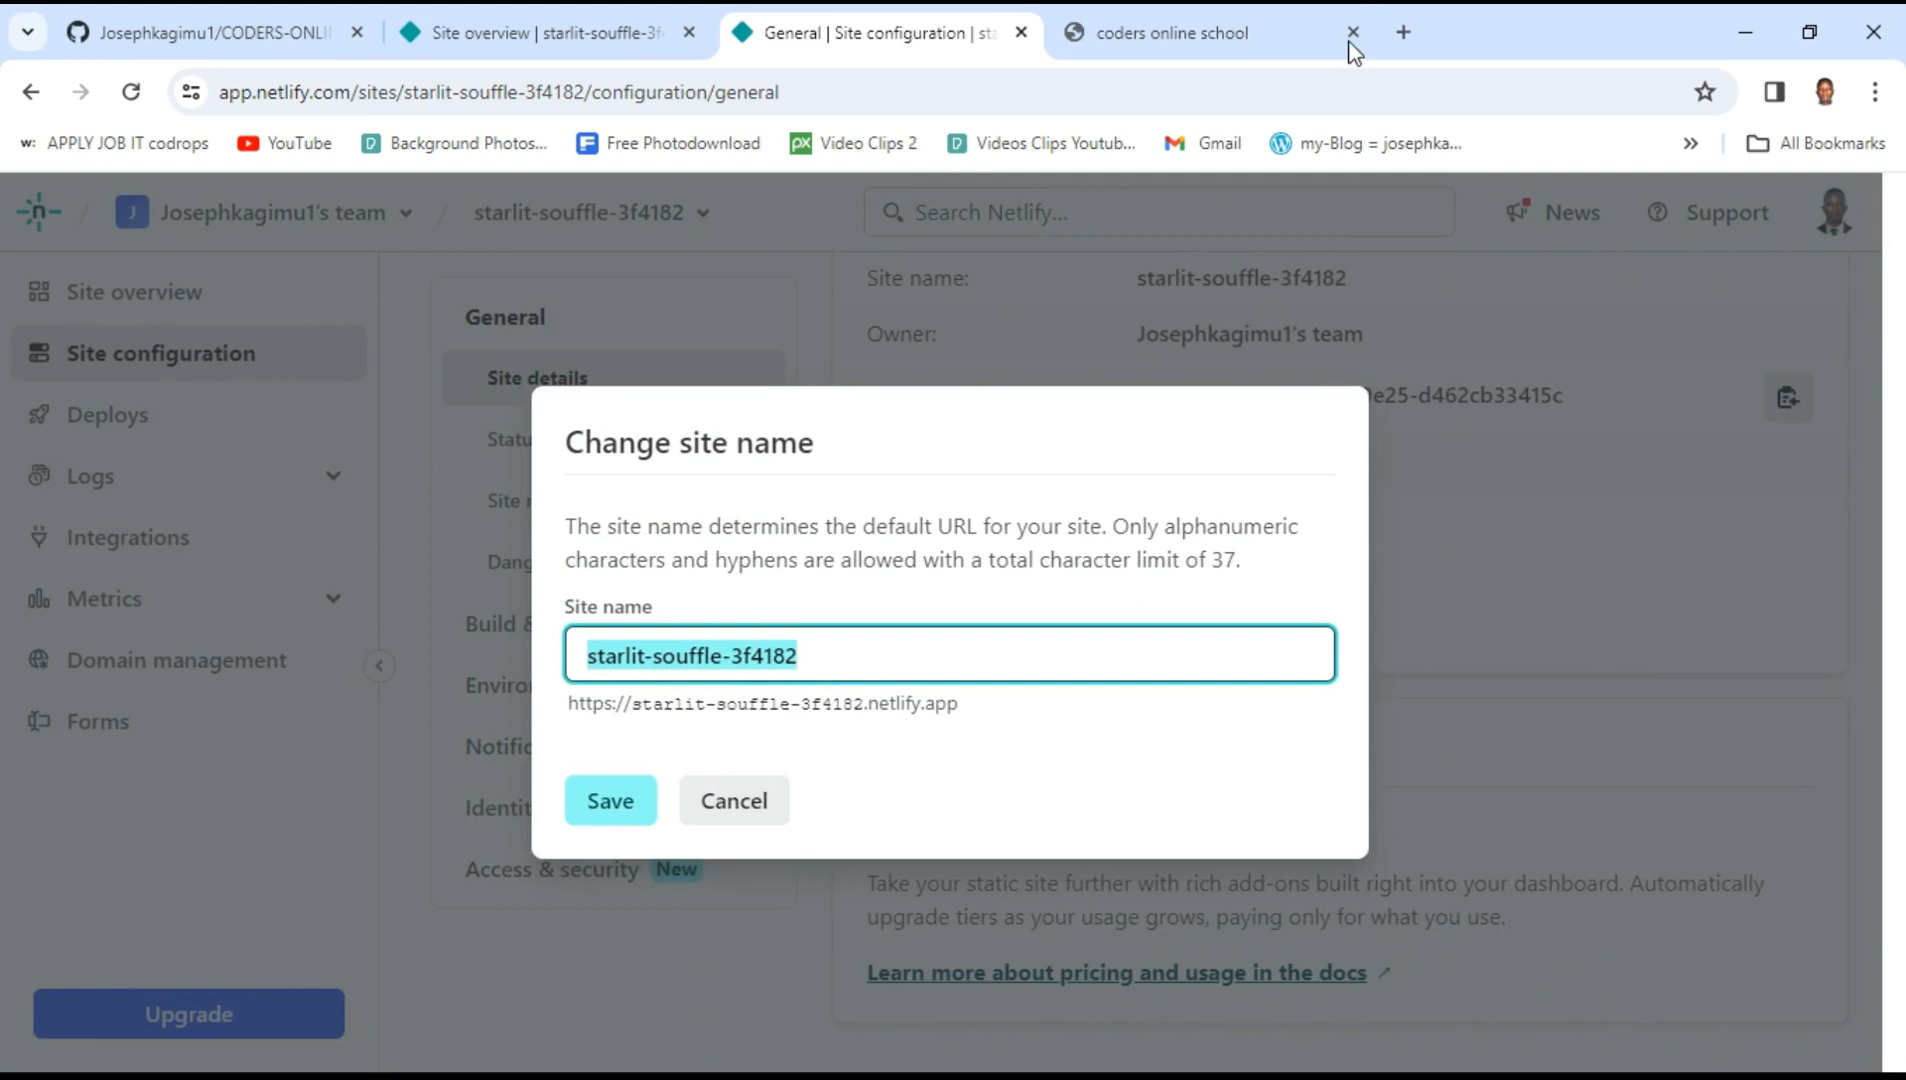 Josephkagimu1/CODERS-ONLI
Site overview | starlit-souffle-3f
General | Site configuration | sta
coders online school
app.netlify.com/sites/starlit-souffle-3f4182/configuration/general
w: APPLY JOB IT codrops
YouTube
D Background Photos...
F Free Photodownload
PX Video Clips 2
D Videos Clips Youtub...
Gmail
my-Blog = josephka...
All Bookmarks
n / J Josephkagimu1's team / starlit-souffle-3f4182
Search Netlify...
News
Support
Site overview
Site configuration
Deploys
Logs
Integrations
Metrics
Domain management
Forms
Upgrade
General
Site details
Statu
Site n
Dang
Build &
Enviro
Notific
Identit
Access & security New
Site name: starlit-souffle-3f4182
Owner: Josephkagimu1's team
e25-d462cb33415c
Change site name
The site name determines the default URL for your site. Only alphanumeric
characters and hyphens are allowed with a total character limit of 37.
Site name
starlit-souffle-3f4182
https://starlit-souffle-3f4182.netlify.app
Save
Cancel
Take your static site further with rich add-ons built right into your dashboard. Automatically
upgrade tiers as your usage grows, paying only for what you use.
Learn more about pricing and usage in the docs